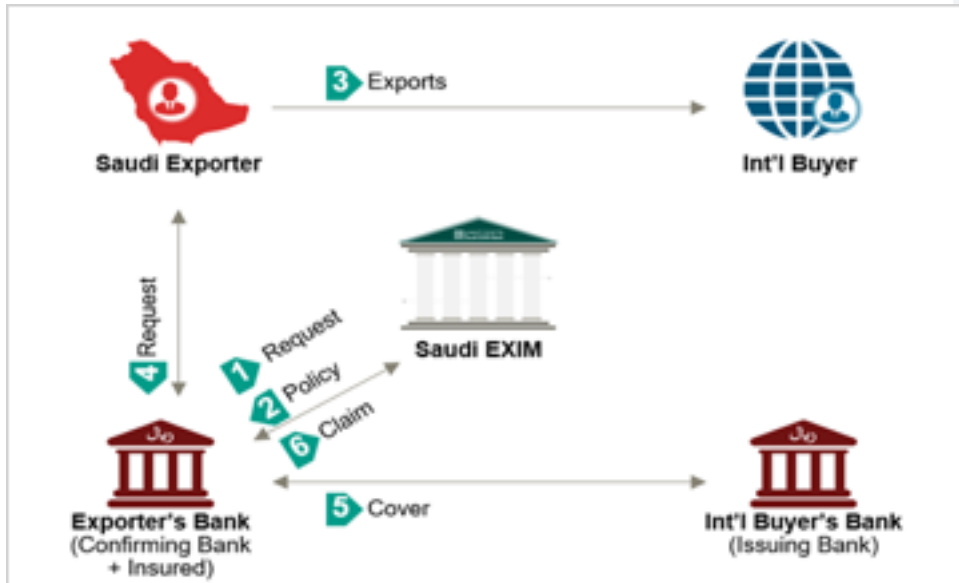 3 Exports
Saudi Exporter
Int'l Buyer
Saudi EXIM
4 Request
1 Request
2 Policy
6 Claim
5 Cover
Exporter's Bank
(Confirming Bank
+ Insured)
Int'l Buyer's Bank
(Issuing Bank)